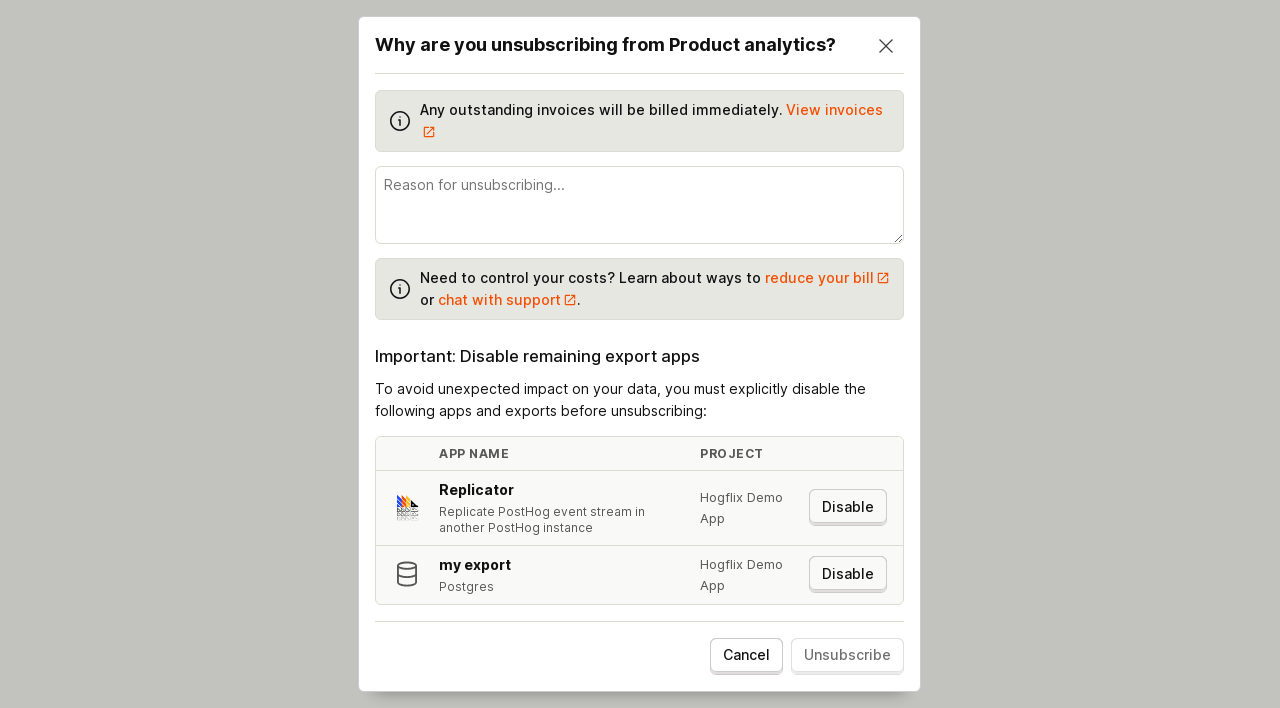 Why are you unsubscribing from Product analytics?
Any outstanding invoices will be billed immediately. View invoices
Reason for unsubscribing...
Need to control your costs? Learn about ways to reduce your bill
or chat with support.
Important: Disable remaining export apps
To avoid unexpected impact on your data, you must explicitly disable the
following apps and exports before unsubscribing:
APP NAME PROJECT
Replicator
Replicate PostHog event stream in
another PostHog instance
Hogflix Demo
App
Disable
my export
Postgres
Hogflix Demo
App
Disable
Cancel Unsubscribe